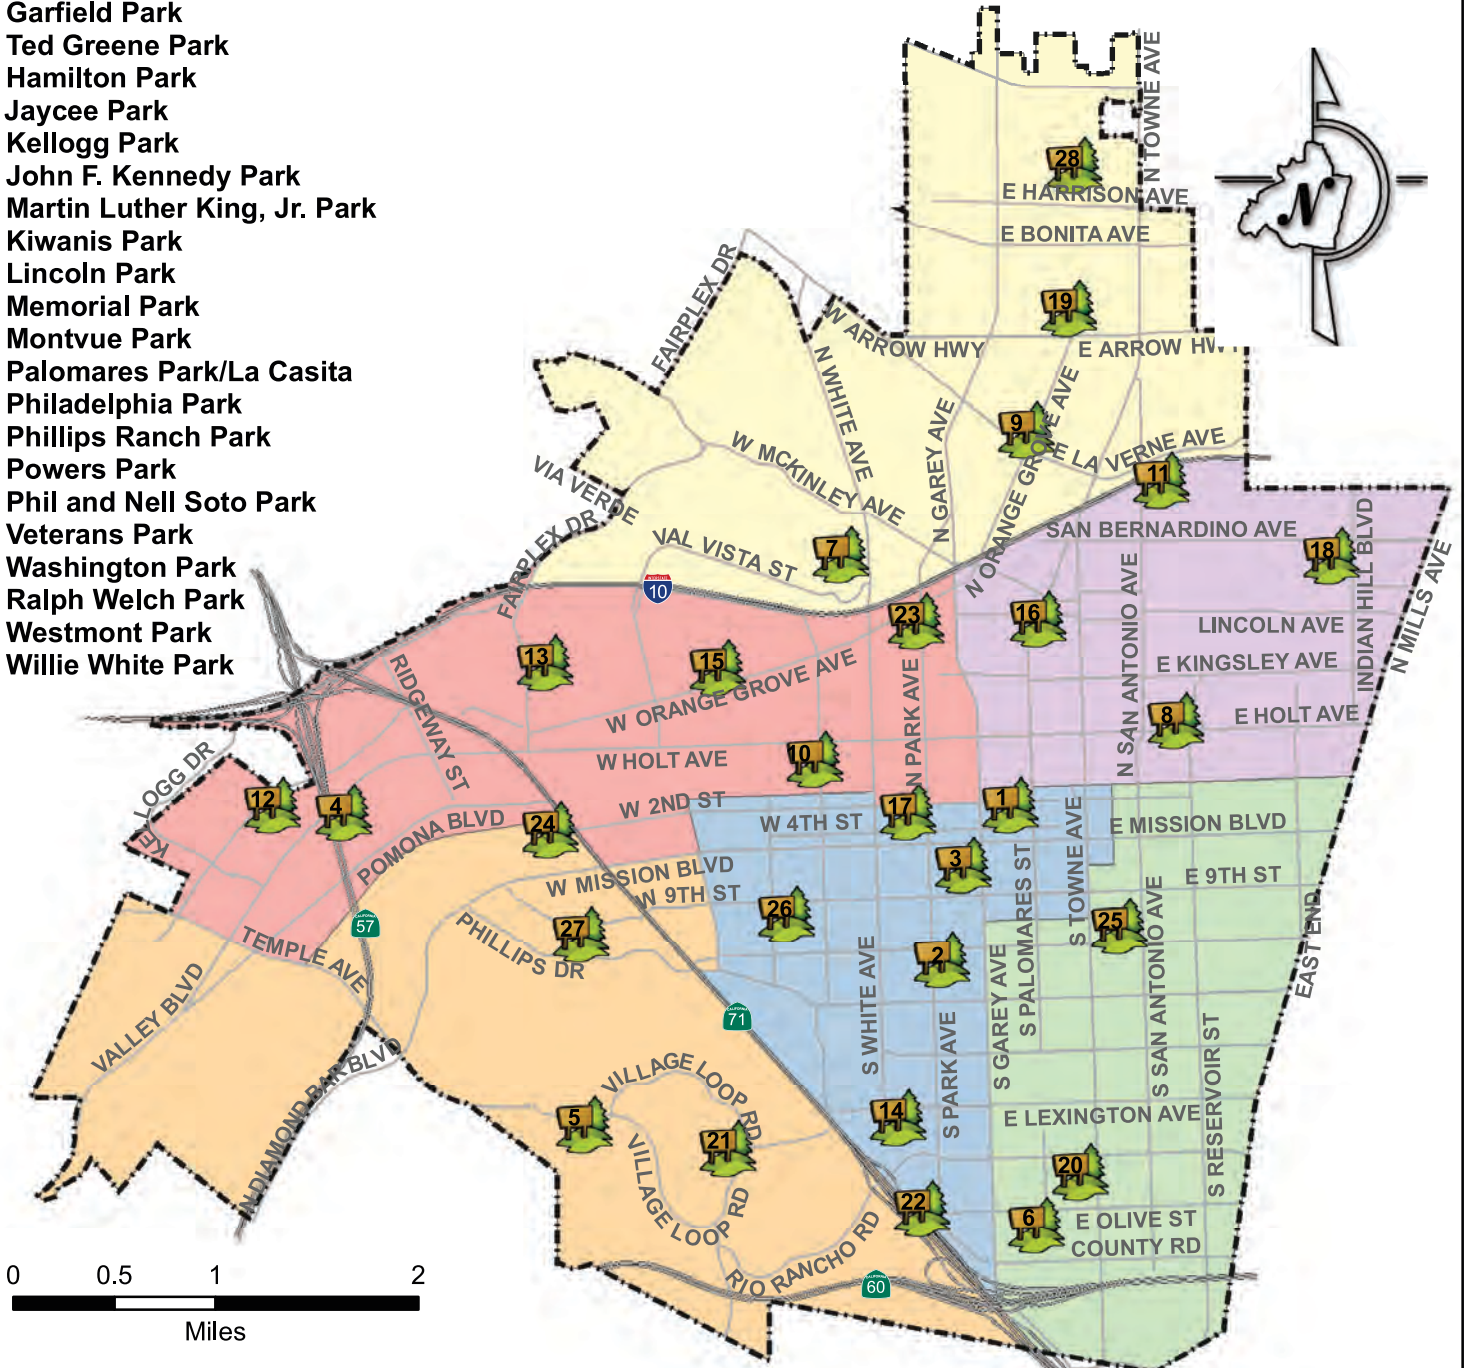 Garfield Park
Ted Greene Park
Hamilton Park
Jaycee Park
Kellogg Park
John F. Kennedy Park
Martin Luther King, Jr. Park
Kiwanis Park
Lincoln Park
Memorial Park
Montvue Park
Palomares Park/La Casita
Philadelphia Park
Phillips Ranch Park
Powers Park
Phil and Nell Soto Park
Veterans Park
Washington Park
Ralph Welch Park
Westmont Park
Willie White Park
N TOWNE AVE
N
28
E HARRISON AVE
E BONITA AVE
19
FAIRPLEX DR
W ARROW HWY
E ARROW HWY
N WHITE AVE
N GAREY AVE
N ORANGE GROVE AVE
9
E LA VERNE AVE
W MCKINLEY AVE
11
VIA VERDE
FAIRPLEX DR
SAN BERNARDINO AVE
VAL VISTA ST
7
18
INDIAN HILL BLVD
N MILLS AVE
10
23
16
N SAN ANTONIO AVE
LINCOLN AVE
13
15
E KINGSLEY AVE
RIDGEWAY ST
W ORANGE GROVE AVE
N PARK AVE
8
E HOLT AVE
KELLOGG DR
W HOLT AVE
10
12
4
W 2ND ST
17
1
POMONA BLVD
24
W 4TH ST
S TOWNE AVE
E MISSION BLVD
3
S PALOMARES ST
W MISSION BLVD
W 9TH ST
E 9TH ST
26
25
S SAN ANTONIO AVE
57
27
PHILLIPS DR
TEMPLE AVE
2
S WHITE AVE
S GAREY AVE
EAST END
VALLEY BLVD
71
S PARK AVE
S RESERVOIR ST
N DIAMOND BAR BLVD
VILLAGE LOOP RD
5
14
E LEXINGTON AVE
21
20
VILLAGE LOOP RD
22
6
E OLIVE ST
COUNTY RD
RIO RANCHO RD
60
0 0.5 1 2
Miles